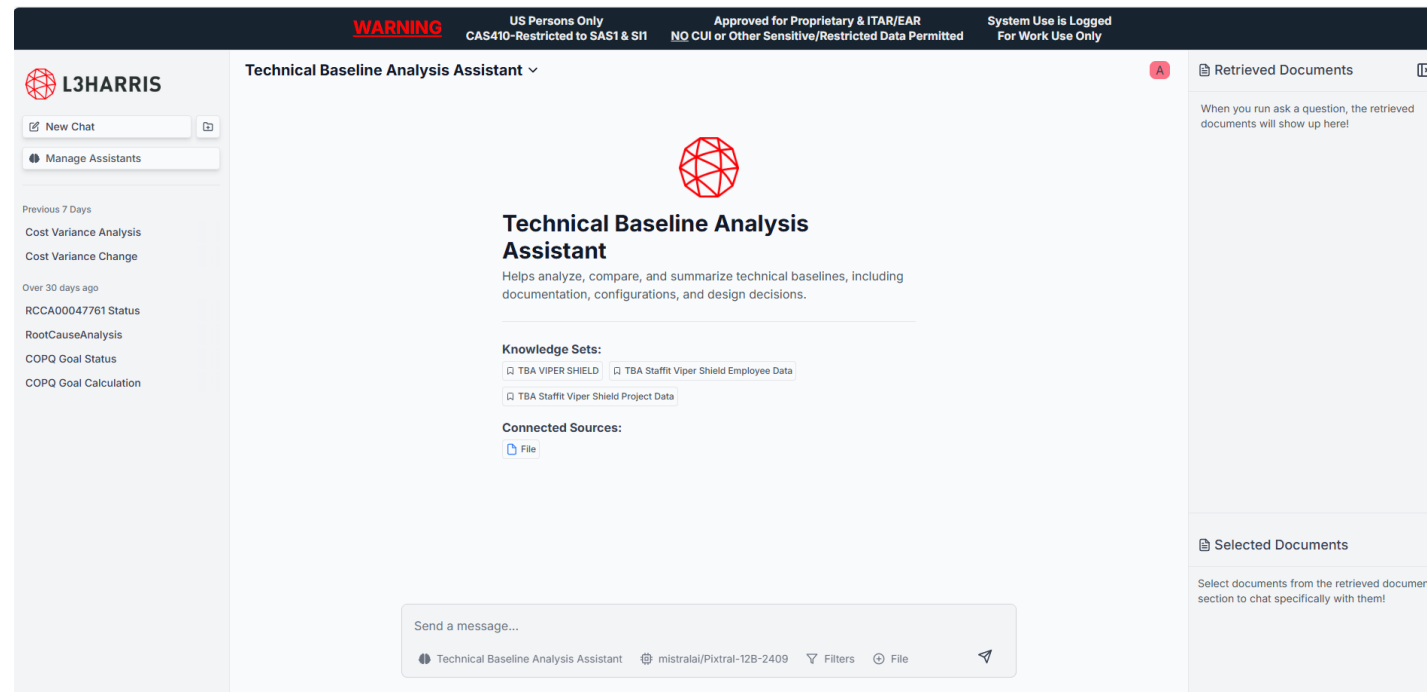 WARNING
US Persons Only
CAS410-Restricted to SAS1 & SI1
Approved for Proprietary & ITAR/EAR
NO CUI or Other Sensitive/Restricted Data Permitted
System Use is Logged
For Work Use Only
L3HARRIS
New Chat
Manage Assistants
Previous 7 Days
Cost Variance Analysis
Cost Variance Change
Over 30 days ago
RCCA00047761 Status
RootCauseAnalysis
COPQ Goal Status
COPQ Goal Calculation
Technical Baseline Analysis Assistant
A
Technical Baseline Analysis
Assistant
Helps analyze, compare, and summarize technical baselines, including
documentation, configurations, and design decisions.
Knowledge Sets:
TBA VIPER SHIELD TBA Staffit Viper Shield Employee Data
TBA Staffit Viper Shield Project Data
Connected Sources:
File
Send a message...
Technical Baseline Analysis Assistant mistralai/Pixtral-12B-2409 Filters File
Retrieved Documents
When you run ask a question, the retrieved
documents will show up here!
Selected Documents
Select documents from the retrieved documen
section to chat specifically with them!